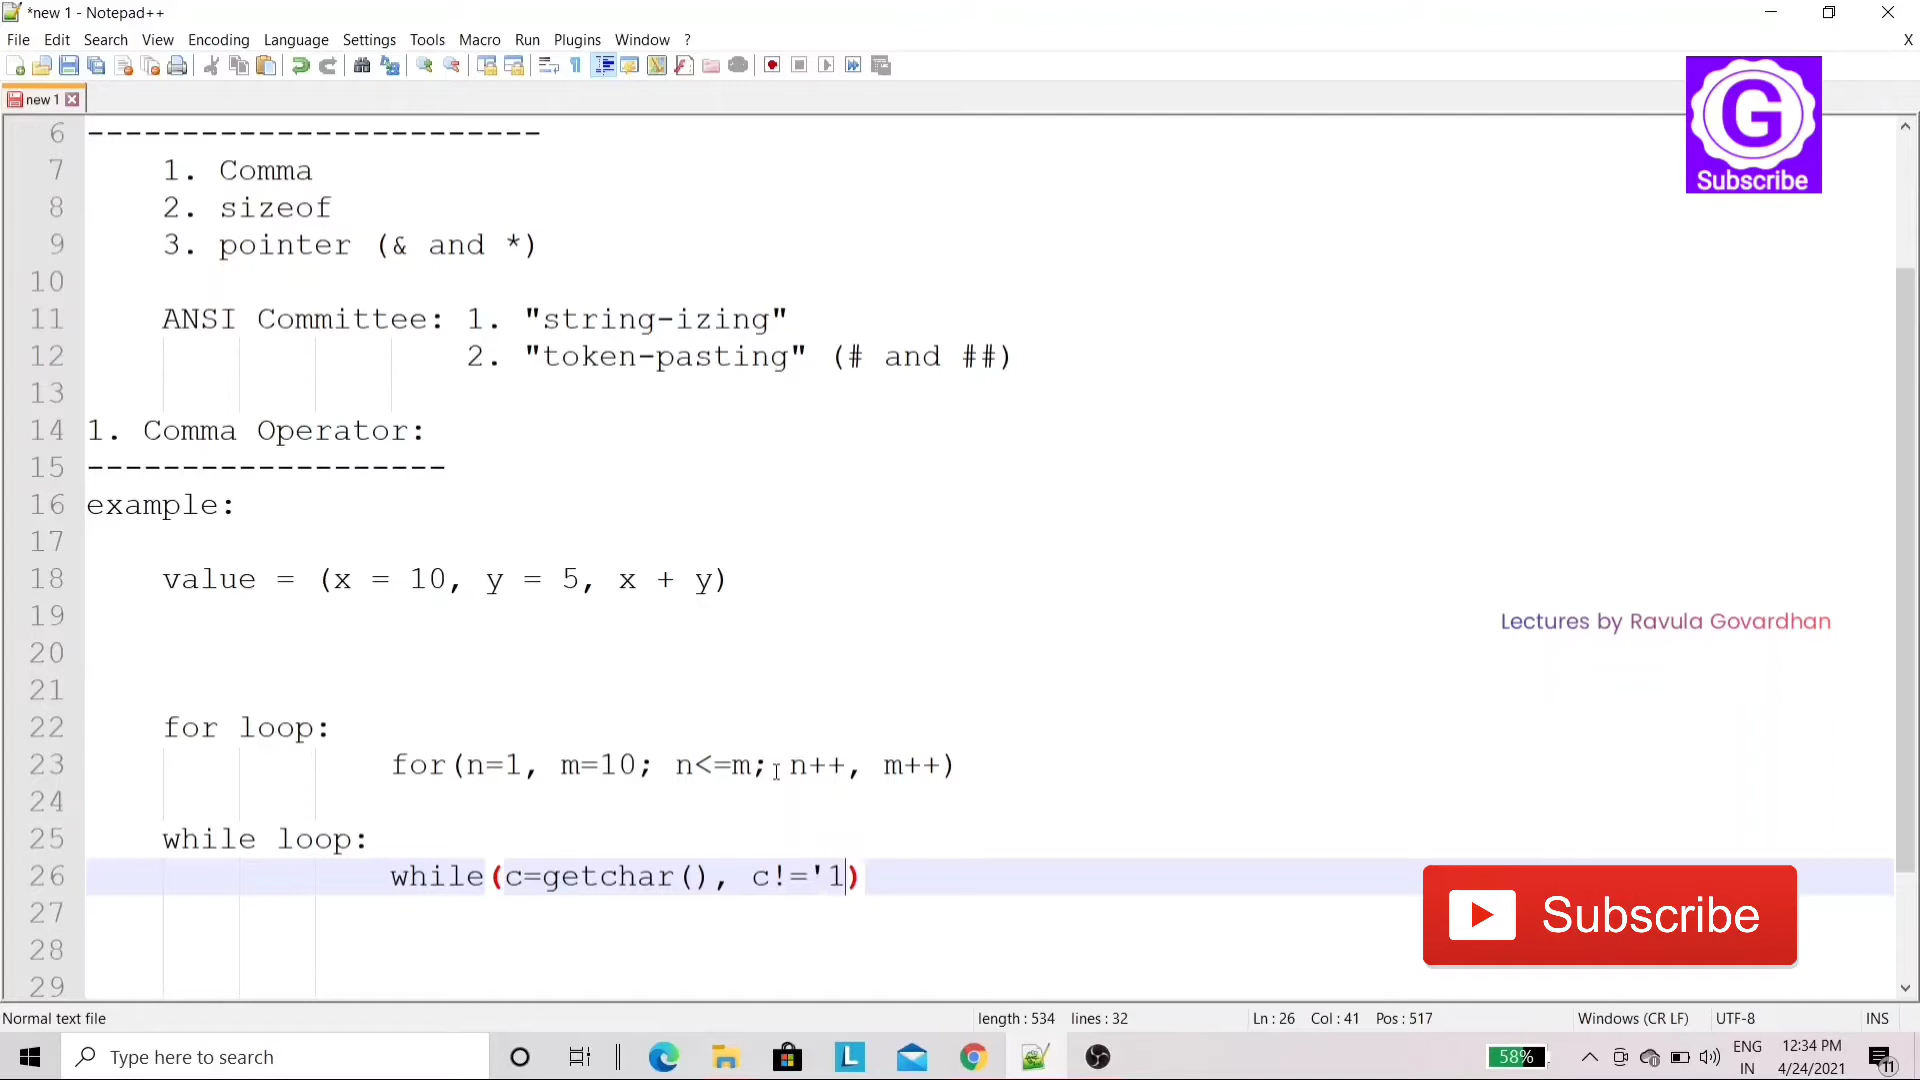 *new 1 - Notepad++
File Edit Search View Encoding Language Settings Tools Macro Run Plugins Window ? X
new 1
G
Subscribe
6 ------------------------
7 1. Comma
8 2. sizeof
9 3. pointer (& and *)
10
11 ANSI Committee: 1. "string-izing"
12 2. "token-pasting" (# and ##)
13
14 1. Comma Operator:
15 -------------------
16 example:
17
18 value = (x = 10, y = 5, x + y)
19
Lectures by Ravula Govardhan
20
21
22 for loop:
23 for(n=1, m=10; n<=m; n++, m++)
24
25 while loop:
26 while(c=getchar(), c!='1)
Subscribe
27
28
29
Normal text file length : 534 lines : 32 Ln : 26 Col : 41 Pos : 517 Windows (CR LF) UTF-8 INS
Type here to search L 58% ENG IN 12:34 PM 4/24/2021 11